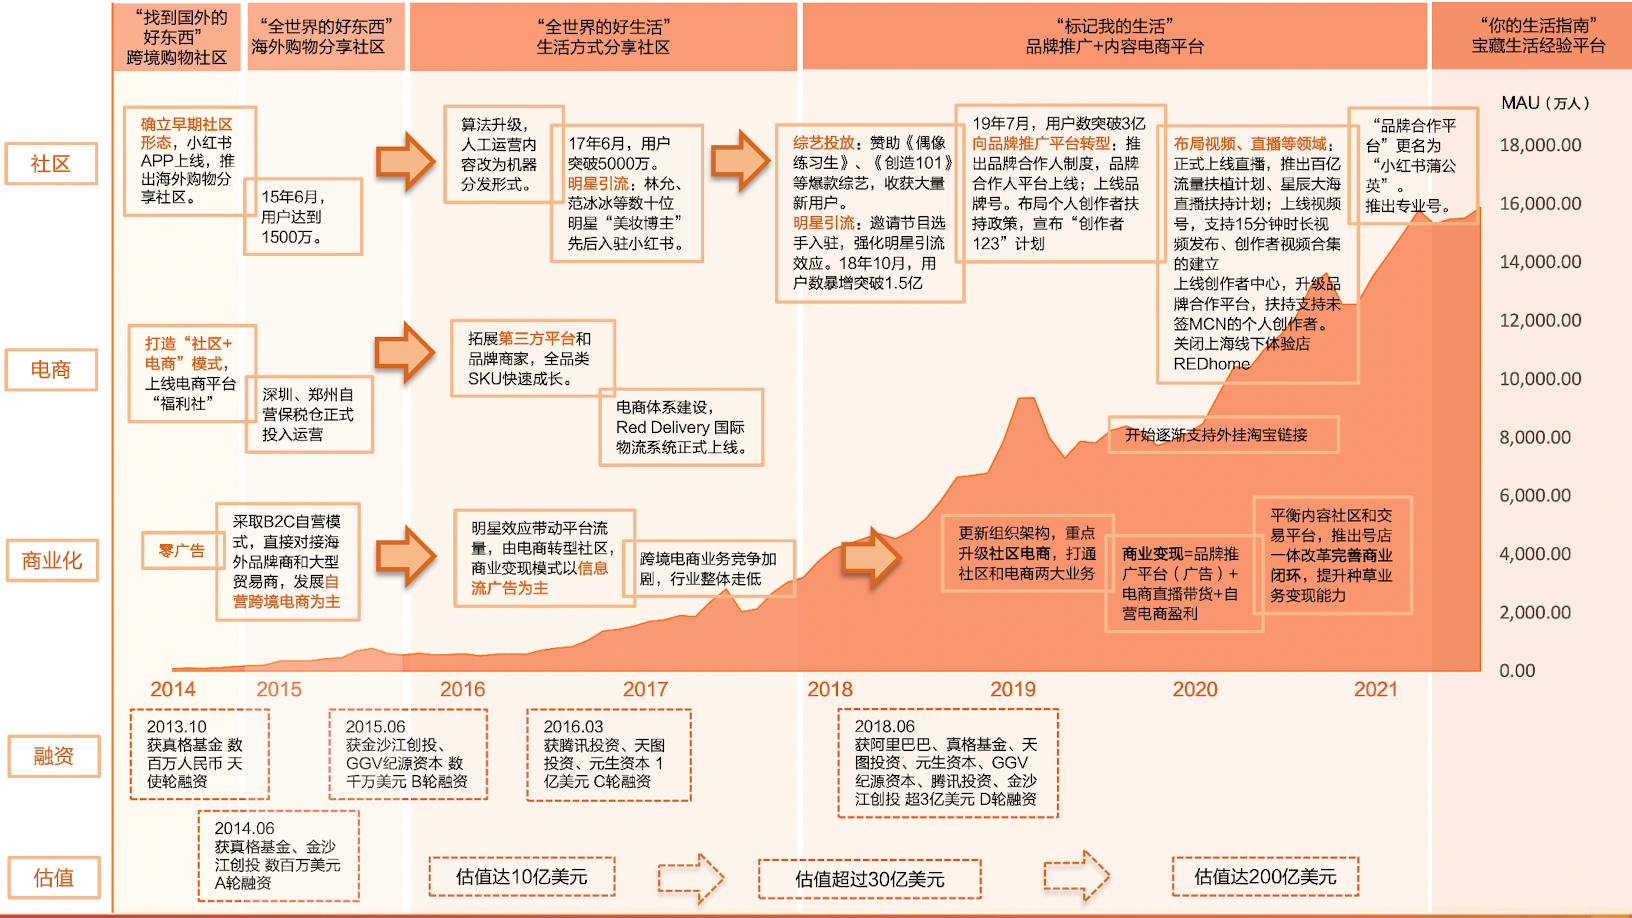 “找到国外的
好东西”
跨境购物社区
“全世界的好东西”
海外购物分享社区
“全世界的好生活”
生活方式分享社区
“标记我的生活”
品牌推广+内容电商平台
“你的生活指南”
宝藏生活经验平台
MAU（万人）
18,000.00
16,000.00
14,000.00
12,000.00
10,000.00
8,000.00
6,000.00
4,000.00
2,000.00
0.00
社区
确立早期社区
形态，小红书
APP上线，推
出海外购物分
享社区。
15年6月，
用户达到
1500万。
算法升级，
人工运营内
容改为机器
分发形式。
17年6月，用户
突破5000万。
明星引流：林允、
范冰冰等数十位
明星“美妆博主”
先后入驻小红书。
综艺投放：赞助《偶像
练习生》、《创造101》
等爆款综艺，收获大量
新用户。
明星引流：邀请节目选
手入驻，强化明星引流
效应。18年10月，用
户数暴增突破1.5亿
19年7月，用户数突破3亿
向品牌推广平台转型：推
出品牌合作人制度，品牌
合作人平台上线；上线品
牌号。布局个人创作者扶
持政策，宣布“创作者
123”计划
布局视频、直播等领域：
正式上线直播，推出百亿
流量扶植计划、星辰大海
直播扶持计划；上线视频
号，支持15分钟时长视
频发布、创作者视频合集
的建立
上线创作者中心，升级品
牌合作平台，扶持支持未
签MCN的个人创作者。
关闭上海线下体验店
REDhome
“品牌合作平
台”更名为
“小红书蒲公
英”。
推出专业号。
电商
打造“社区+
电商”模式，
上线电商平台
“福利社”
深圳、郑州自
营保税仓正式
投入运营
拓展第三方平台和
品牌商家，全品类
SKU快速成长。
电商体系建设，
Red Delivery 国际
物流系统正式上线。
开始逐渐支持外挂淘宝链接
商业化
零广告
采取B2C自营模
式，直接对接海
外品牌商和大型
贸易商，发展自
营跨境电商为主
明星效应带动平台流
量，由电商转型社区，
商业变现模式以信息
流广告为主
跨境电商业务竞争加
剧，行业整体走低
更新组织架构，重点
升级社区电商，打通
社区和电商两大业务
商业变现=品牌推
广平台（广告）+
电商直播带货+自
营电商盈利
平衡内容社区和交
易平台，推出号店
一体改革完善商业
闭环，提升种草业
务变现能力
2014
2015
2016
2017
2018
2019
2020
2021
融资
2013.10
获真格基金 数
百万人民币 天
使轮融资
2014.06
获真格基金、金沙
江创投 数百万美元
A轮融资
2015.06
获金沙江创投、
GGV纪源资本 数
千万美元 B轮融资
2016.03
获腾讯投资、天图
投资、元生资本 1
亿美元 C轮融资
2018.06
获阿里巴巴、真格基金、天
图投资、元生资本、GGV
纪源资本、腾讯投资、金沙
江创投 超3亿美元 D轮融资
估值
估值达10亿美元
估值超过30亿美元
估值达200亿美元